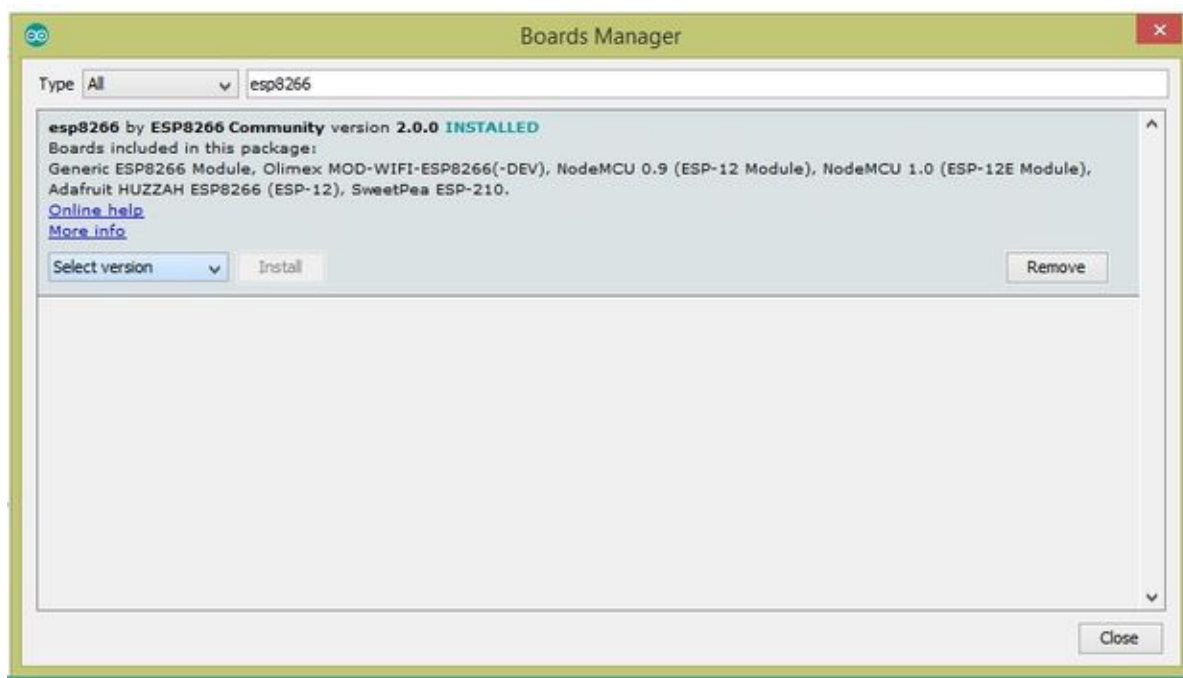 Boards Manager
Type All esp8266
esp8266 by ESP8266 Community version 2.0.0 INSTALLED
Boards included in this package:
Generic ESP8266 Module, Olimex MOD-WIFI-ESP8266(-DEV), NodeMCU 0.9 (ESP-12 Module), NodeMCU 1.0 (ESP-12E Module),
Adafruit HUZZAH ESP8266 (ESP-12), SweetPea ESP-210.
Online help
More info
Select version Install Remove
Close